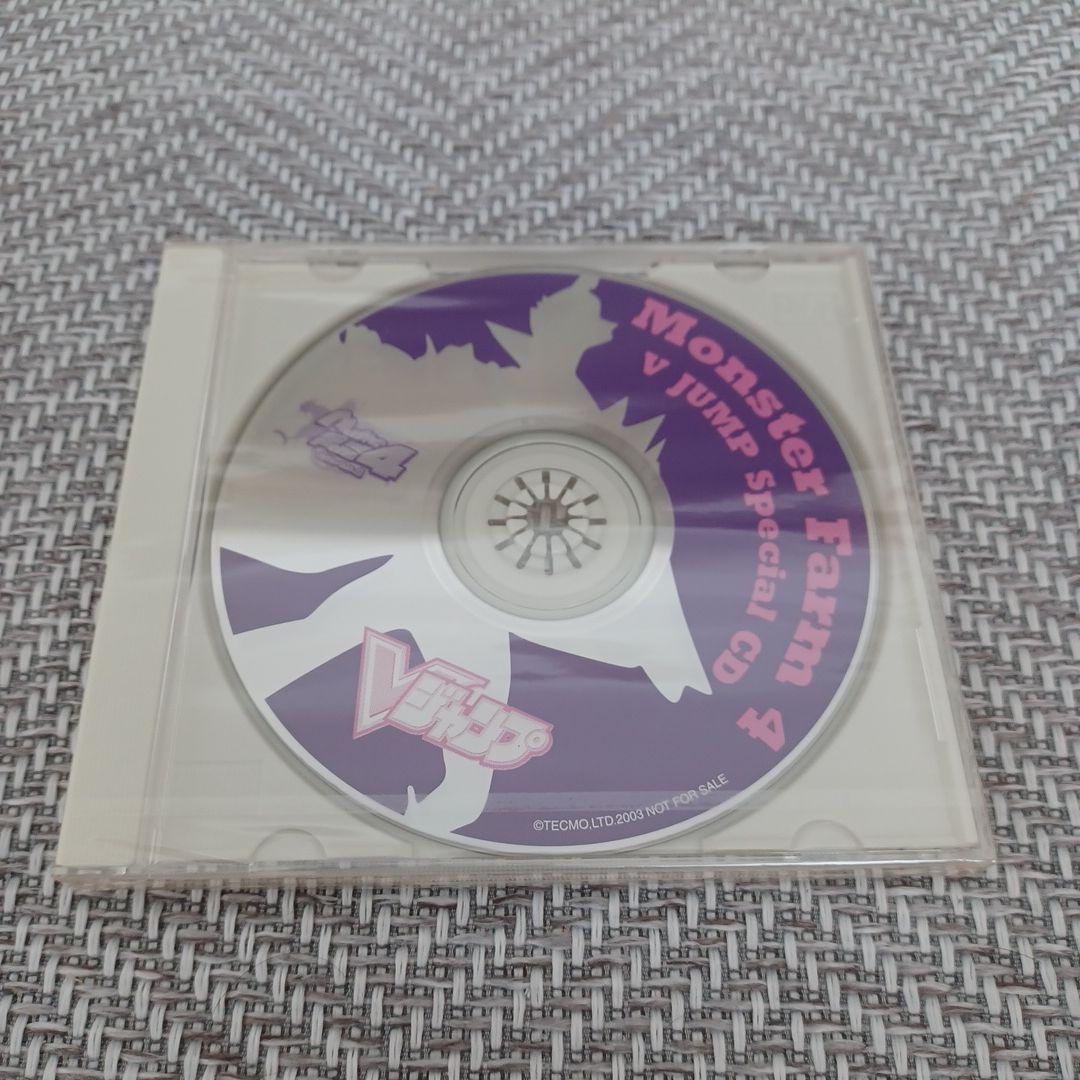 Monster Farm 4
V JUMP Special CD
Vジャンプ
©TECMO,LTD.2003 NOT FOR SALE